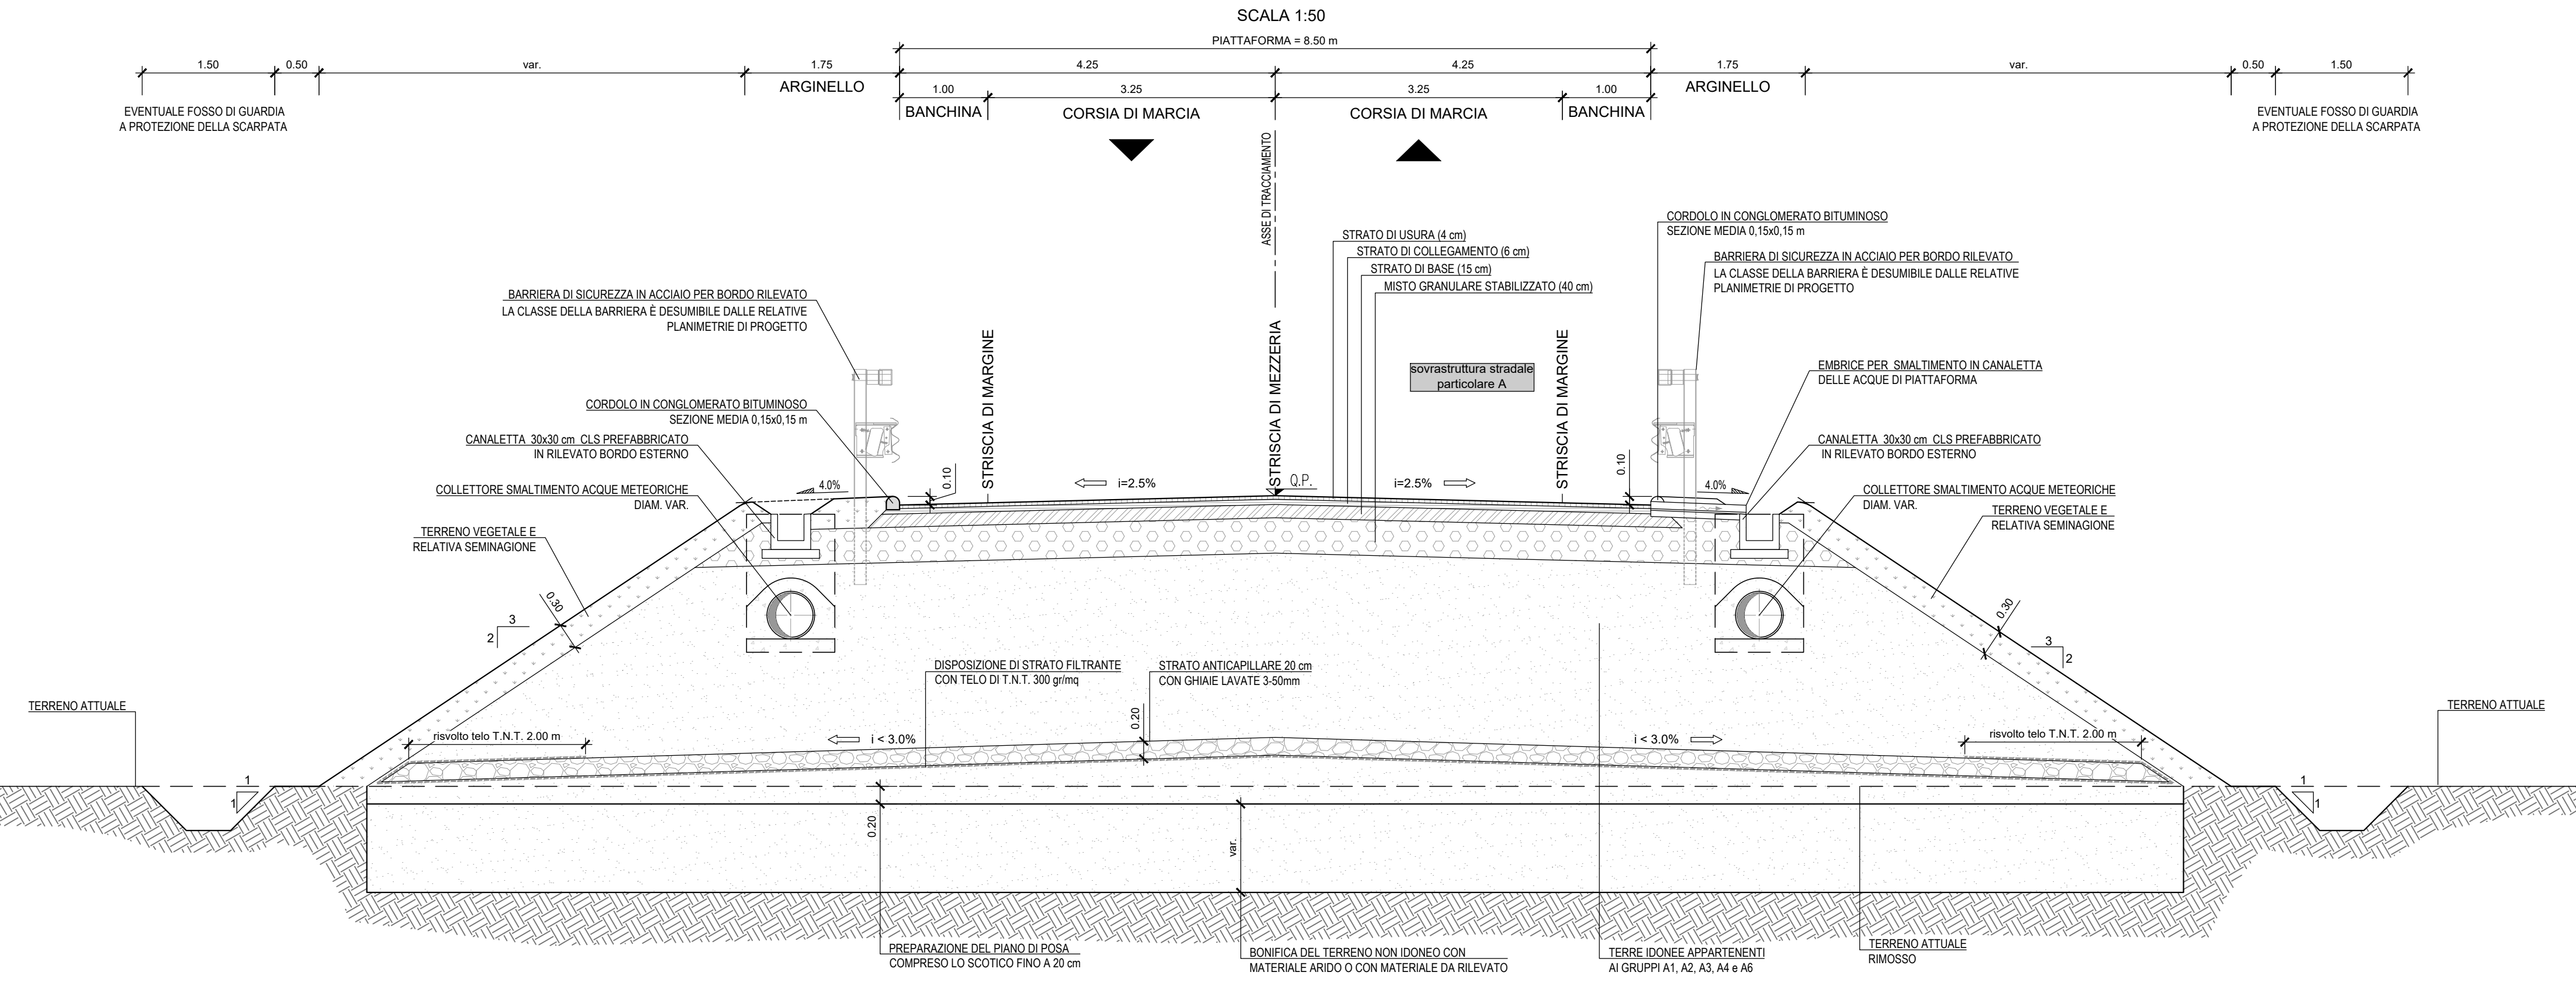 SCALA 1:50
PIATTAFORMA = 8.50 m
1.50
0.50
var.
1.75
4.25
4.25
1.75
var.
0.50
1.50
ARGINELLO
ARGINELLO
1.00
3.25
3.25
1.00
BANCHINA
CORSIA DI MARCIA
CORSIA DI MARCIA
BANCHINA
EVENTUALE FOSSO DI GUARDIA
A PROTEZIONE DELLA SCARPATA
EVENTUALE FOSSO DI GUARDIA
A PROTEZIONE DELLA SCARPATA
ASSE DI TRACCIAMENTO
STRATO DI USURA (4 cm)
STRATO DI COLLEGAMENTO (6 cm)
STRATO DI BASE (15 cm)
MISTO GRANULARE STABILIZZATO (40 cm)
CORDOLO IN CONGLOMERATO BITUMINOSO
SEZIONE MEDIA 0,15x0,15 m
BARRIERA DI SICUREZZA IN ACCIAIO PER BORDO RILEVATO
LA CLASSE DELLA BARRIERA È DESUMIBILE DALLE RELATIVE
PLANIMETRIE DI PROGETTO
BARRIERA DI SICUREZZA IN ACCIAIO PER BORDO RILEVATO
LA CLASSE DELLA BARRIERA È DESUMIBILE DALLE RELATIVE
PLANIMETRIE DI PROGETTO
STRISCIA DI MARGINE
STRISCIA DI MEZZERIA
STRISCIA DI MARGINE
sovrastruttura stradale
particolare A
EMBRICE PER SMALTIMENTO IN CANALETTA
DELLE ACQUE DI PIATTAFORMA
CORDOLO IN CONGLOMERATO BITUMINOSO
SEZIONE MEDIA 0,15x0,15 m
CANALETTA 30x30 cm CLS PREFABBRICATO
IN RILEVATO BORDO ESTERNO
CANALETTA 30x30 cm CLS PREFABBRICATO
IN RILEVATO BORDO ESTERNO
COLLETTORE SMALTIMENTO ACQUE METEORICHE
DIAM. VAR.
COLLETTORE SMALTIMENTO ACQUE METEORICHE
DIAM. VAR.
4.0%
0.10
i=2.5%
Q.P.
i=2.5%
0.10
4.0%
TERRENO VEGETALE E
RELATIVA SEMINAGIONE
TERRENO VEGETALE E
RELATIVA SEMINAGIONE
0.30
3
2
0.30
3
2
DISPOSIZIONE DI STRATO FILTRANTE
CON TELO DI T.N.T. 300 gr/mq
STRATO ANTICAPILLARE 20 cm
CON GHIAIE LAVATE 3-50mm
TERRENO ATTUALE
TERRENO ATTUALE
risvolto telo T.N.T. 2.00 m
i < 3.0%
0.20
i < 3.0%
risvolto telo T.N.T. 2.00 m
1
1
1
1
0.20
var.
PREPARAZIONE DEL PIANO DI POSA
COMPRESO LO SCOTICO FINO A 20 cm
BONIFICA DEL TERRENO NON IDONEO CON
MATERIALE ARIDO O CON MATERIALE DA RILEVATO
TERRE IDONEE APPARTENENTI
AI GRUPPI A1, A2, A3, A4 e A6
TERRENO ATTUALE
RIMOSSO